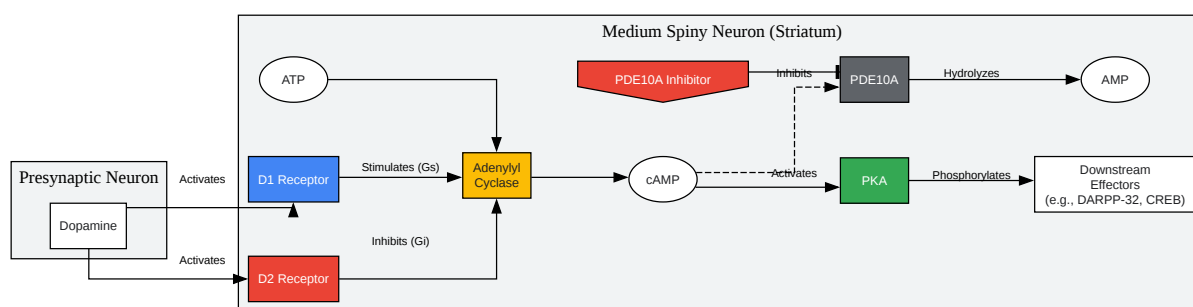 Medium Spiny Neuron (Striatum)
ATP
PDE10A Inhibitor
Inhibits
PDE10A
Hydrolyzes
AMP
Presynaptic Neuron
Dopamine
Activates
D1 Receptor
Stimulates (Gs)
Adenylyl
Cyclase
cAMP
Activates
PKA
Phosphorylates
Downstream
Effectors
(e.g., DARPP-32, CREB)
Activates
D2 Receptor
Inhibits (Gi)